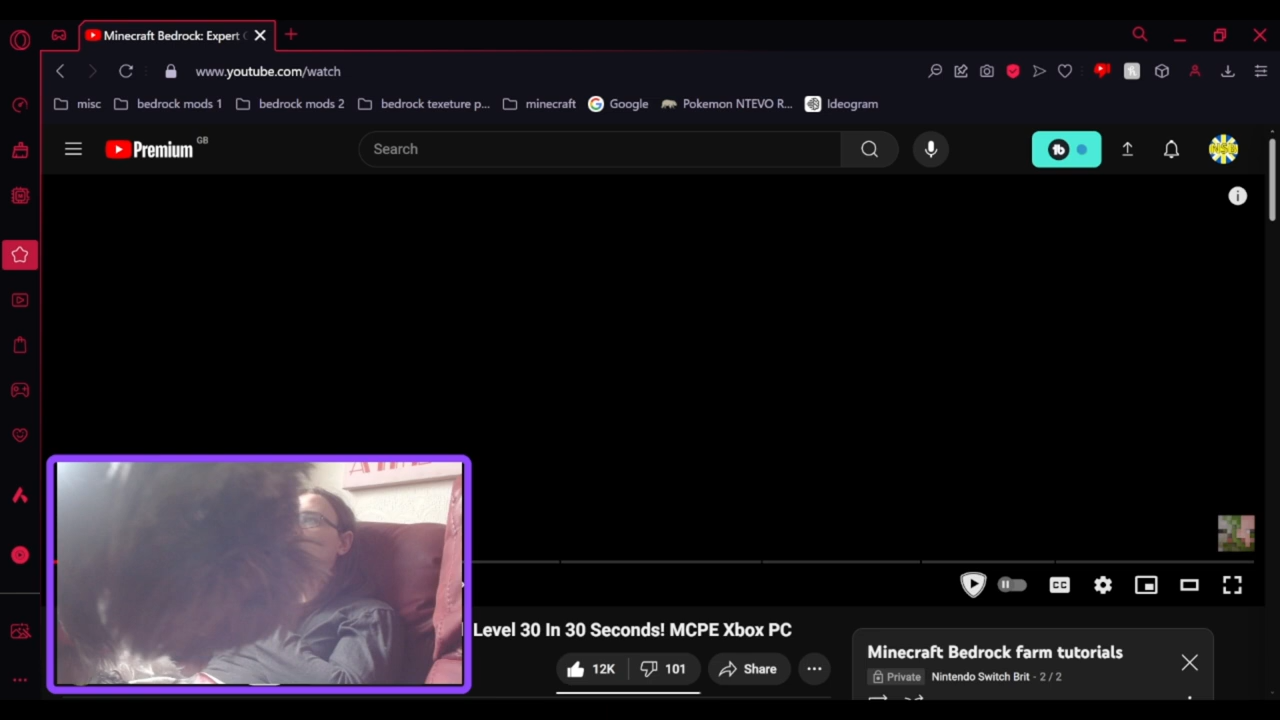 Minecraft Bedrock: Expert
www.youtube.com/watch
misc bedrock mods 1 bedrock mods 2 bedrock texeture p... minecraft Google Pokemon NTEVO R... Ideogram
Premium GB
Search
CC
Level 30 In 30 Seconds! MCPE Xbox PC
12K 101 Share
Minecraft Bedrock farm tutorials
Private Nintendo Switch Brit - 2 / 2